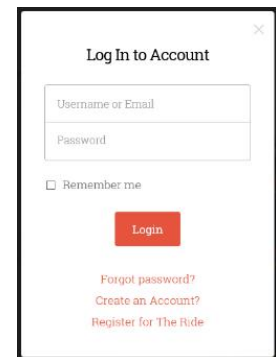 Log In to Account
Username or Email
Password
Remember me
Login
Forgot password?
Create an Account?
Register for The Ride